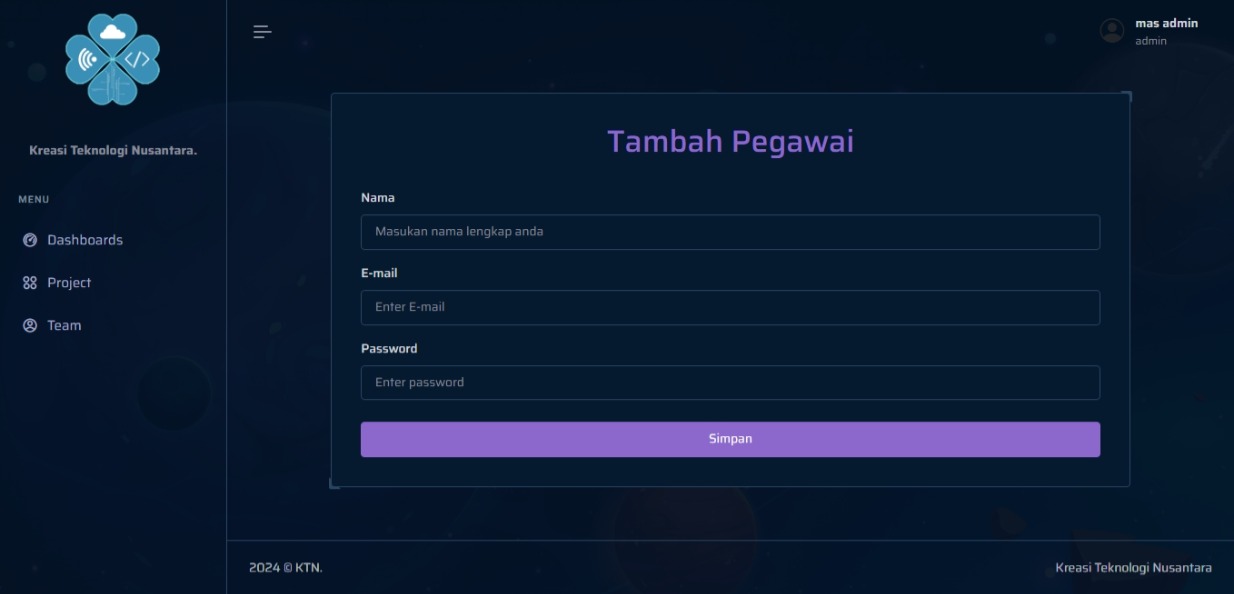 mas admin
admin
Kreasi Teknologi Nusantara.
MENU
Dashboards
Project
Team
Tambah Pegawai
Nama
Masukan nama lengkap anda
E-mail
Enter E-mail
Password
Enter password
Simpan
2024 © KTN.
Kreasi Teknologi Nusantara